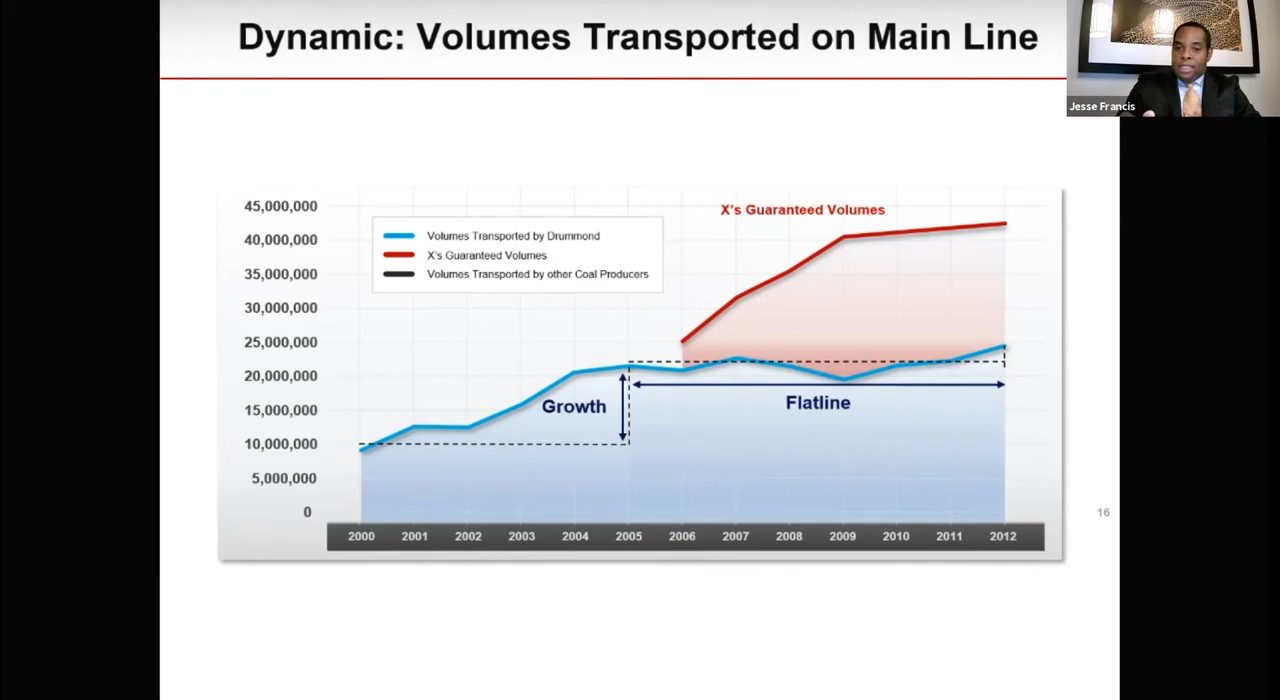 Dynamic: Volumes Transported on Main Line
Jesse Francis
X's Guaranteed Volumes
45,000,000
40,000,000
35,000,000
30,000,000
25,000,000
20,000,000
15,000,000
10,000,000
5,000,000
0
Volumes Transported by Drummond
X's Guaranteed Volumes
Volumes Transported by other Coal Producers
Growth
Flatline
2000 2001 2002 2003 2004 2005 2006 2007 2008 2009 2010 2011 2012
16